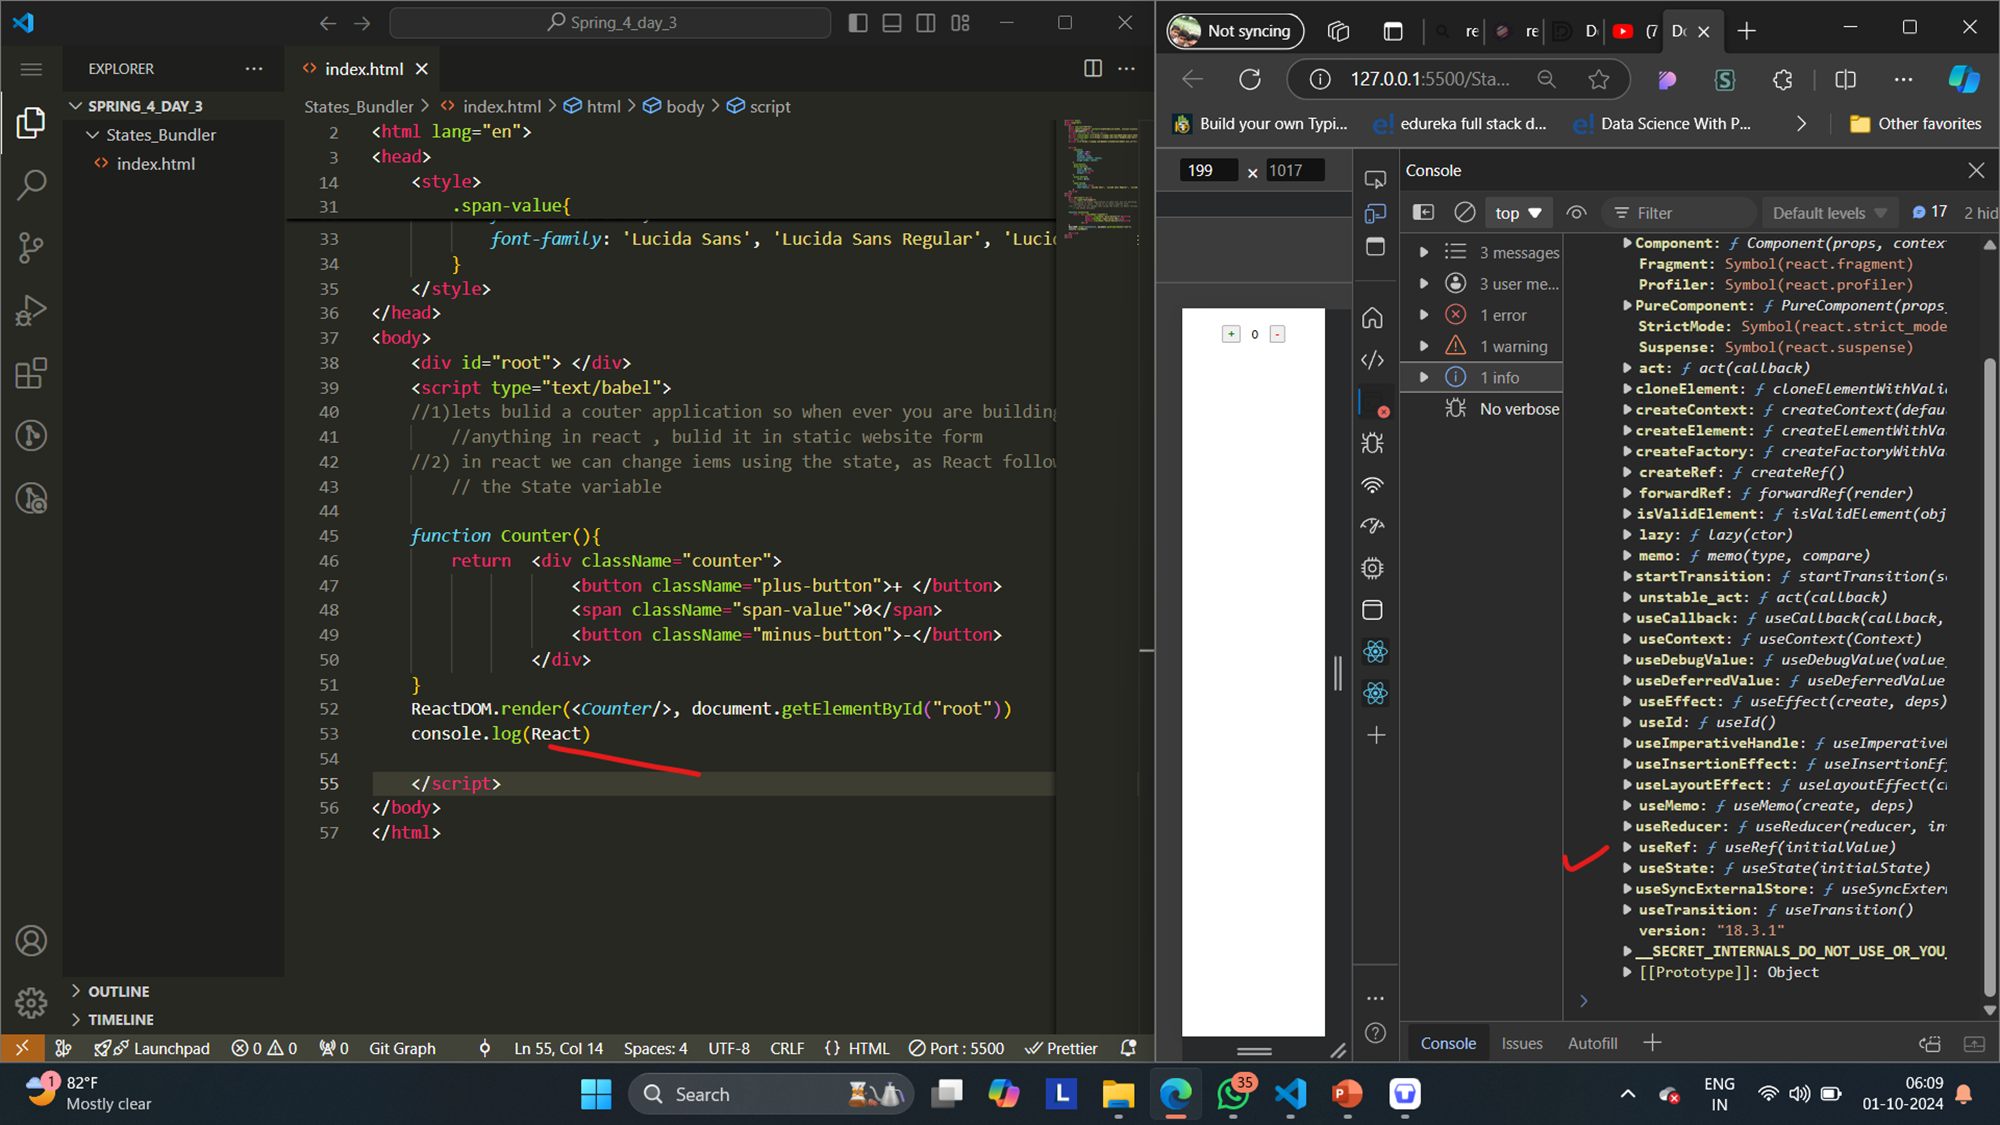 Spring_4_day_3
EXPLORER
SPRING_4_DAY_3
States_Bundler
index.html
index.html
States_Bundler > index.html > html > body > script
2 <html lang="en">
3 <head>
14 <style>
31 .span-value{
33 font-family: 'Lucida Sans', 'Lucida Sans Regular', 'Luci
34 }
35 </style>
36 </head>
37 <body>
38 <div id="root"> </div>
39 <script type="text/babel">
40 //1)lets bulid a couter application so when ever you are building
41 //anything in react , bulid it in static website form
42 //2) in react we can change iems using the state, as React follow
43 // the State variable
44
45 function Counter(){
46 return <div className="counter">
47 <button className="plus-button">+ </button>
48 <span className="span-value">0</span>
49 <button className="minus-button">-</button>
50 </div>
51 }
52 ReactDOM.render(<Counter/>, document.getElementById("root"))
53 console.log(React)
54
55 </script>
56 </body>
57 </html>
OUTLINE
TIMELINE
Launchpad 0 0 0 Git Graph Ln 55, Col 14 Spaces: 4 UTF-8 CRLF {} HTML Port : 5500 Prettier
Not syncing
re
re
D
(7
Do
127.0.0.1:5500/Sta...
Build your own Typi...
edureka full stack d...
Data Science With P...
Other favorites
199 × 1017
+ 0 -
Console
top
Filter
Default levels
17
2 hid
3 messages
3 user me...
1 error
1 warning
1 info
No verbose
Component: ƒ Component(props, contex
Fragment: Symbol(react.fragment)
Profiler: Symbol(react.profiler)
PureComponent: ƒ PureComponent(props,
StrictMode: Symbol(react.strict_mode
Suspense: Symbol(react.suspense)
act: ƒ act(callback)
cloneElement: ƒ cloneElementWithValid
createContext: ƒ createContext(defau
createElement: ƒ createElementWithVa
createFactory: ƒ createFactoryWithVa
createRef: ƒ createRef()
forwardRef: ƒ forwardRef(render)
isValidElement: ƒ isValidElement(obj
lazy: ƒ lazy(ctor)
memo: ƒ memo(type, compare)
startTransition: ƒ startTransition(s
unstable_act: ƒ act(callback)
useCallback: ƒ useCallback(callback,
useContext: ƒ useContext(Context)
useDebugValue: ƒ useDebugValue(value,
useDeferredValue: ƒ useDeferredValue
useEffect: ƒ useEffect(create, deps)
useId: ƒ useId()
useImperativeHandle: ƒ useImperativeH
useInsertionEffect: ƒ useInsertionEff
useLayoutEffect: ƒ useLayoutEffect(c
useMemo: ƒ useMemo(create, deps)
useReducer: ƒ useReducer(reducer, in
useRef: ƒ useRef(initialValue)
useState: ƒ useState(initialState)
useSyncExternalStore: ƒ useSyncExter
useTransition: ƒ useTransition()
version: "18.3.1"
__SECRET_INTERNALS_DO_NOT_USE_OR_YOU_
[[Prototype]]: Object
Console
Issues
Autofill
1
82°F
Mostly clear
Search
L
35
P
ENG
IN
06:09
01-10-2024